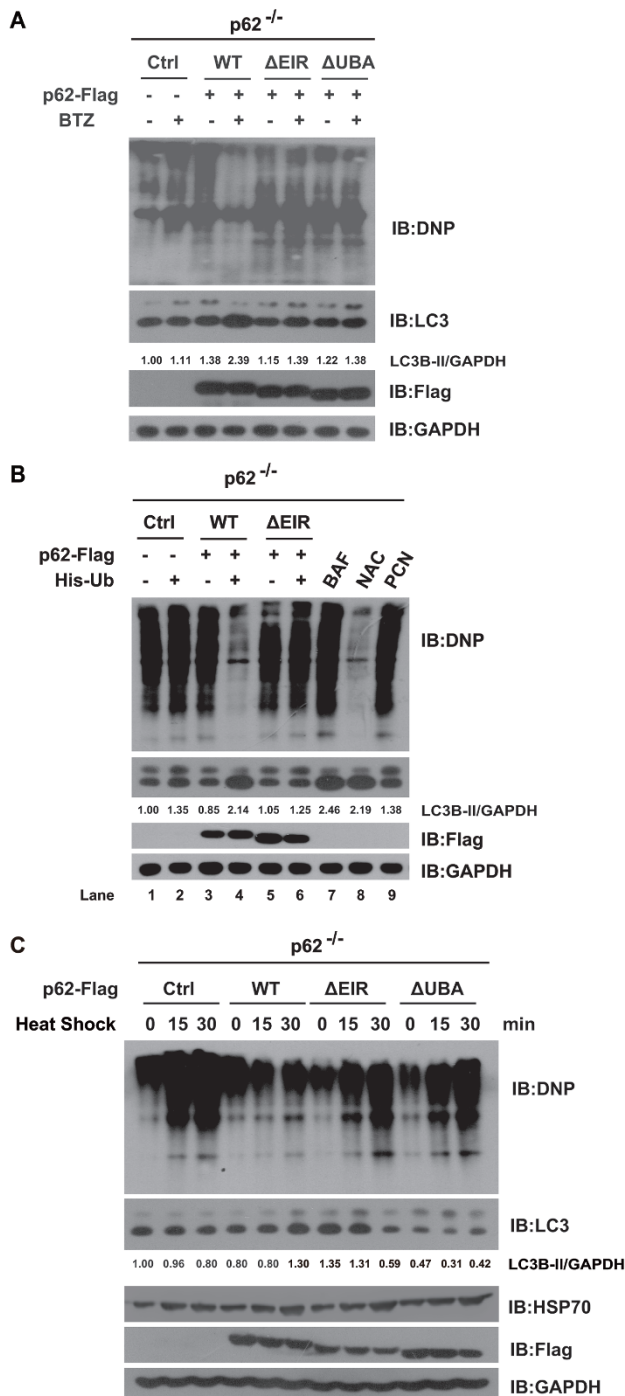 A
p62 -/-
Ctrl WT ΔEIR ΔUBA
p62-Flag - - + + + + + +
BTZ - + - + - + - +
IB:DNP
IB:LC3
1.00 1.11 1.38 2.39 1.15 1.39 1.22 1.38 LC3B-II/GAPDH
IB:Flag
IB:GAPDH
B
p62 -/-
Ctrl WT ΔEIR
p62-Flag - - + + + + BAF NAC PCN
His-Ub - + - + - +
IB:DNP
1.00 1.35 0.85 2.14 1.05 1.25 2.46 2.19 1.38 LC3B-II/GAPDH
IB:Flag
IB:GAPDH
Lane 1 2 3 4 5 6 7 8 9
C
p62 -/-
p62-Flag Ctrl WT ΔEIR ΔUBA
Heat Shock 0 15 30 0 15 30 0 15 30 0 15 30 min
IB:DNP
IB:LC3
1.00 0.96 0.80 0.80 0.80 1.30 1.35 1.31 0.59 0.47 0.31 0.42 LC3B-II/GAPDH
IB:HSP70
IB:Flag
IB:GAPDH